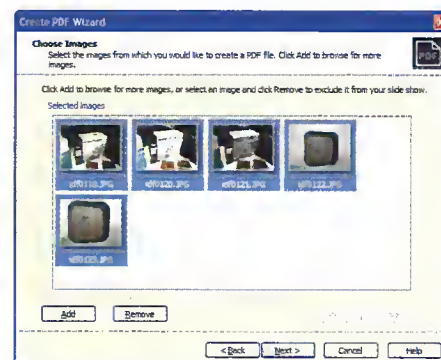 Create PDF Wizard
Choose Images
Select the images from which you would like to create a PDF file. Click Add to browse for more
images.
PDF
Click Add to browse for more images, or select an image and click Remove to exclude it from your slide show.
Selected images
Add
Remove
< Back
Next >
Cancel
Help